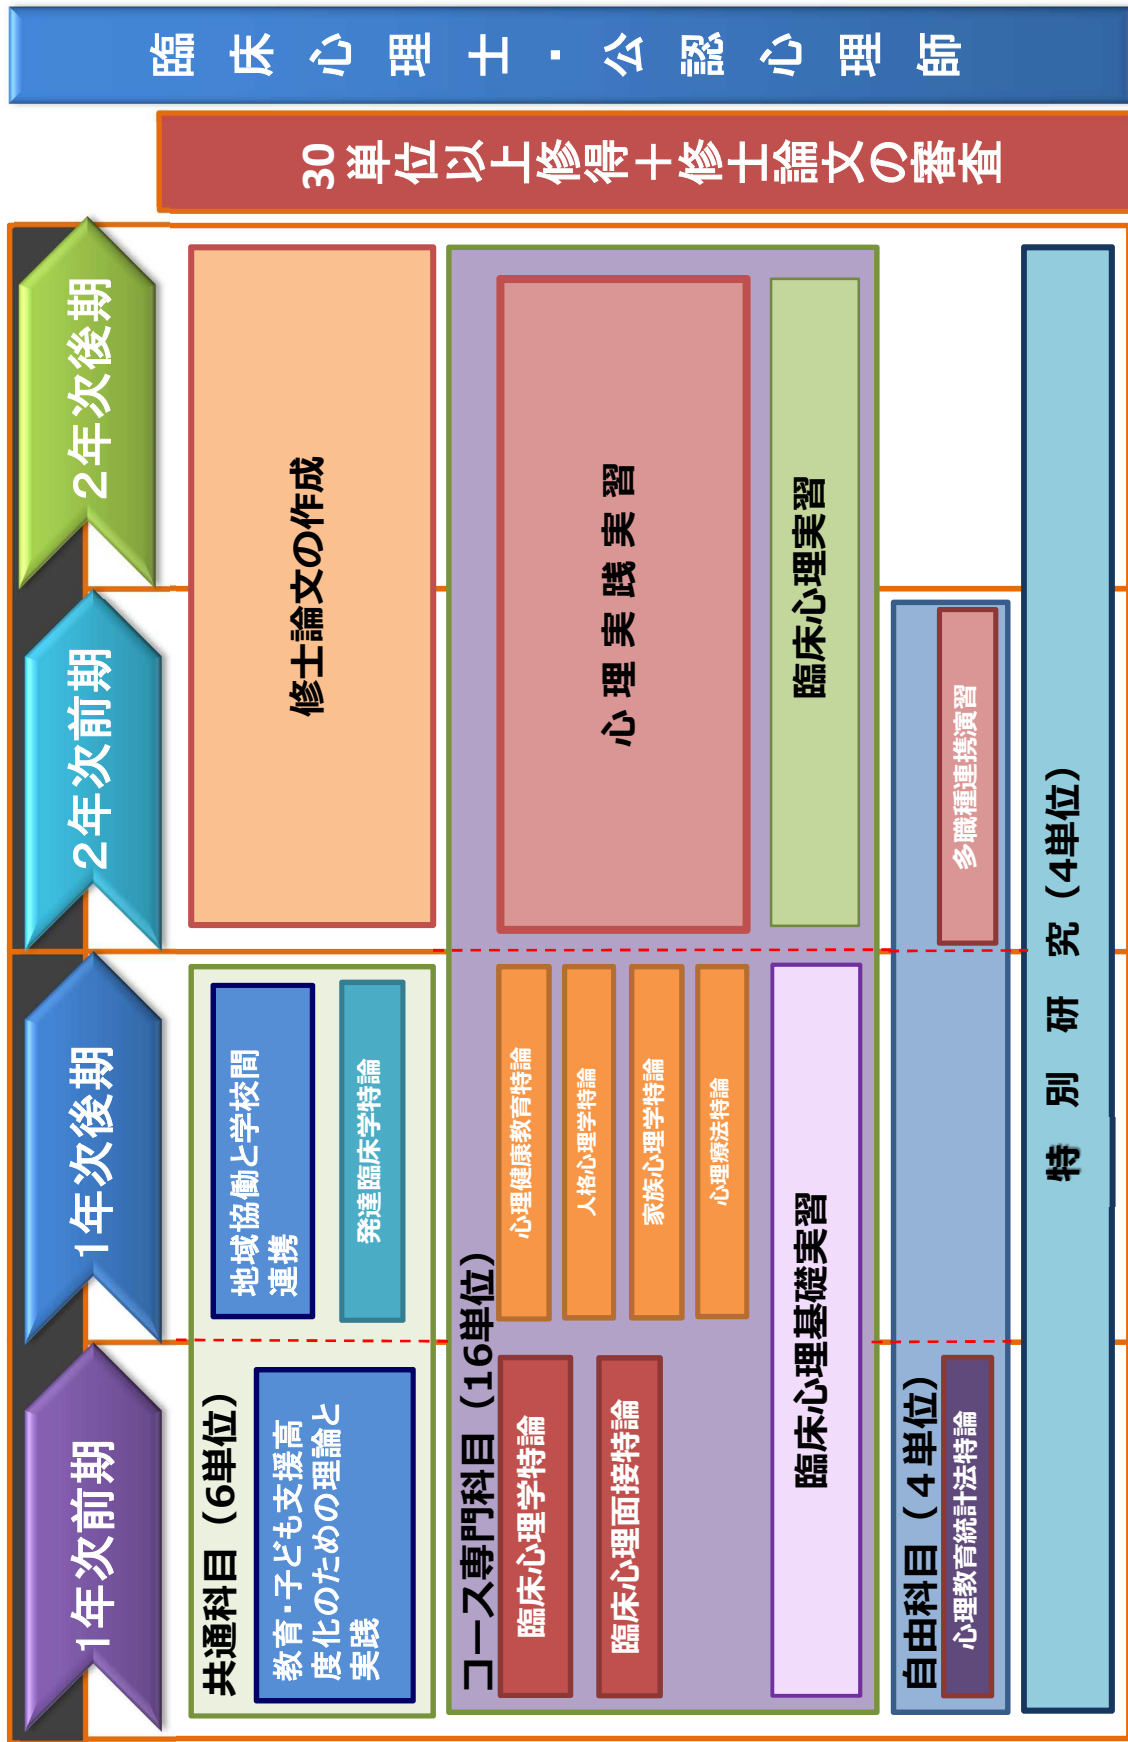 1年次前期
1年次後期
2年次前期
2年次後期
共通科目（6単位）
教育・子ども支援高
度化のための理論と
実践
地域協働と学校間
連携
発達臨床学特論
修士論文の作成
コース専門科目（16単位）
臨床心理学特論
臨床心理面接特論
心理健康教育特論
人格心理学特論
家族心理学特論
心理療法特論
心理実践実習
臨床心理基礎実習
臨床心理実習
自由科目（４単位）
心理教育統計法特論
多職種連携演習
特別研究（4単位）
30単位以上修得＋修士論文の審査
臨床心理士・公認心理師